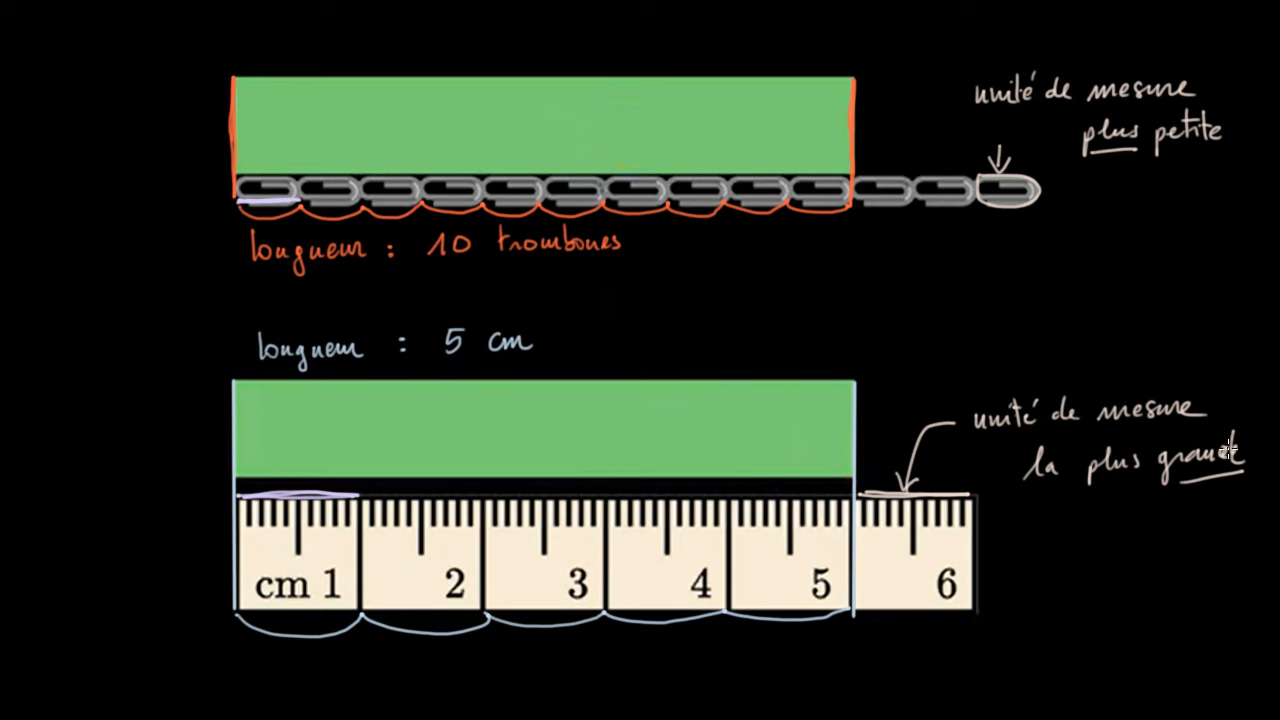 unité de mesure
plus petite
longueur : 10 trombones
longueur : 5 cm
unité de mesure
la plus grande
cm 1 2 3 4 5 6